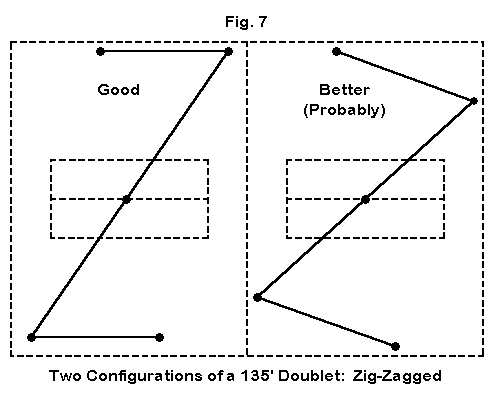 Fig. 7
Good
Better
(Probably)
Two Configurations of a 135' Doublet: Zig-Zagged